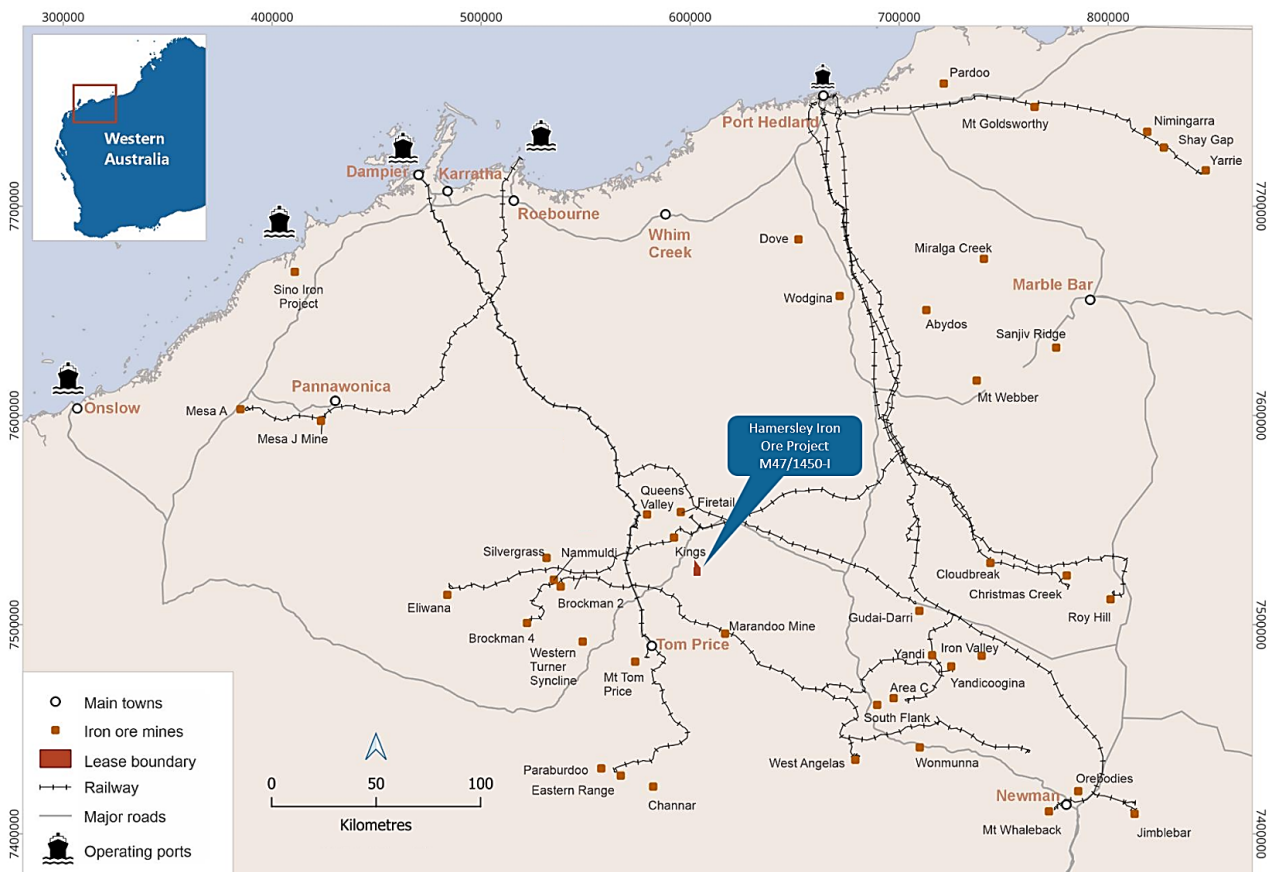 300000
400000
500000
600000
700000
800000
Western
Australia
Pardoo
Port Hedland
Mt Goldsworthy
Nimingarra
Shay Gap
Yarrie
Dampier
Karratha
Roebourne
7700000
7700000
Whim
Creek
Dove
Miralga Creek
Sino Iron
Project
Wodgina
Marble Bar
Abydos
Sanjiv Ridge
Pannawonica
Mt Webber
Onslow
Mesa A
Mesa J Mine
7600000
7600000
Hamersley Iron
Ore Project
M47/1450-I
Queens
Valley
Firetail
Silvergrass
Nammuldi
Kings
Cloudbreak
Christmas Creek
Eliwana
Brockman 2
Roy Hill
Gudai-Darri
7500000
7500000
Brockman 4
Marandoo Mine
Western
Turner
Syncline
Tom Price
Yandi
Iron Valley
Mt Tom
Price
Yandicoogina
Area C
South Flank
Main towns
Iron ore mines
Lease boundary
Railway
Major roads
Operating ports
0
50
100
Kilometres
Paraburdoo
Eastern Range
Channar
West Angelas
Wonmunna
Orebodies
Newman
Mt Whaleback
Jimblebar
7400000
7400000